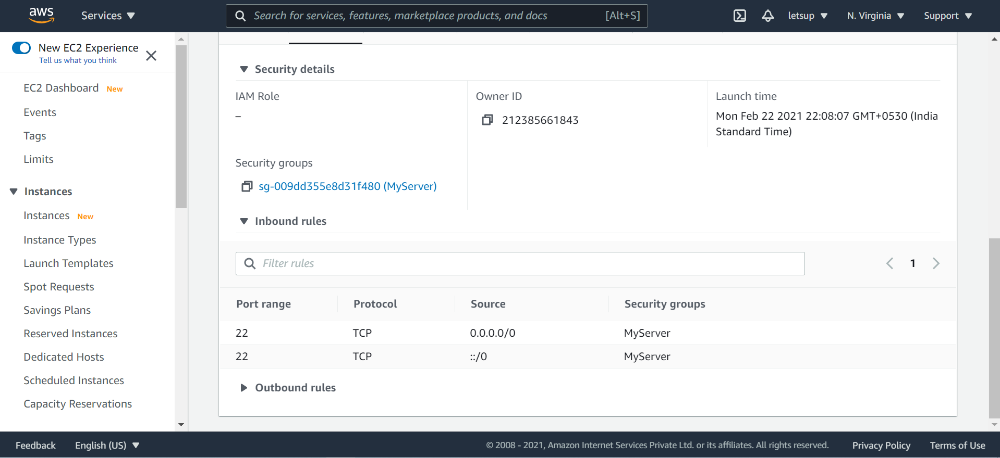 aws
Services
Search for services, features, marketplace products, and docs [Alt+S]
letsup
N. Virginia
Support
New EC2 Experience
Tell us what you think
EC2 Dashboard New
Events
Tags
Limits
Instances
Instances New
Instance Types
Launch Templates
Spot Requests
Savings Plans
Reserved Instances
Dedicated Hosts
Scheduled Instances
Capacity Reservations
Security details
IAM Role
–
Owner ID
212385661843
Launch time
Mon Feb 22 2021 22:08:07 GMT+0530 (India
Standard Time)
Security groups
sg-009dd355e8d31f480 (MyServer)
Inbound rules
Filter rules
1
Port range Protocol Source Security groups
22 TCP 0.0.0.0/0 MyServer
22 TCP ::/0 MyServer
Outbound rules
Feedback English (US) © 2008 - 2021, Amazon Internet Services Private Ltd. or its affiliates. All rights reserved. Privacy Policy Terms of Use